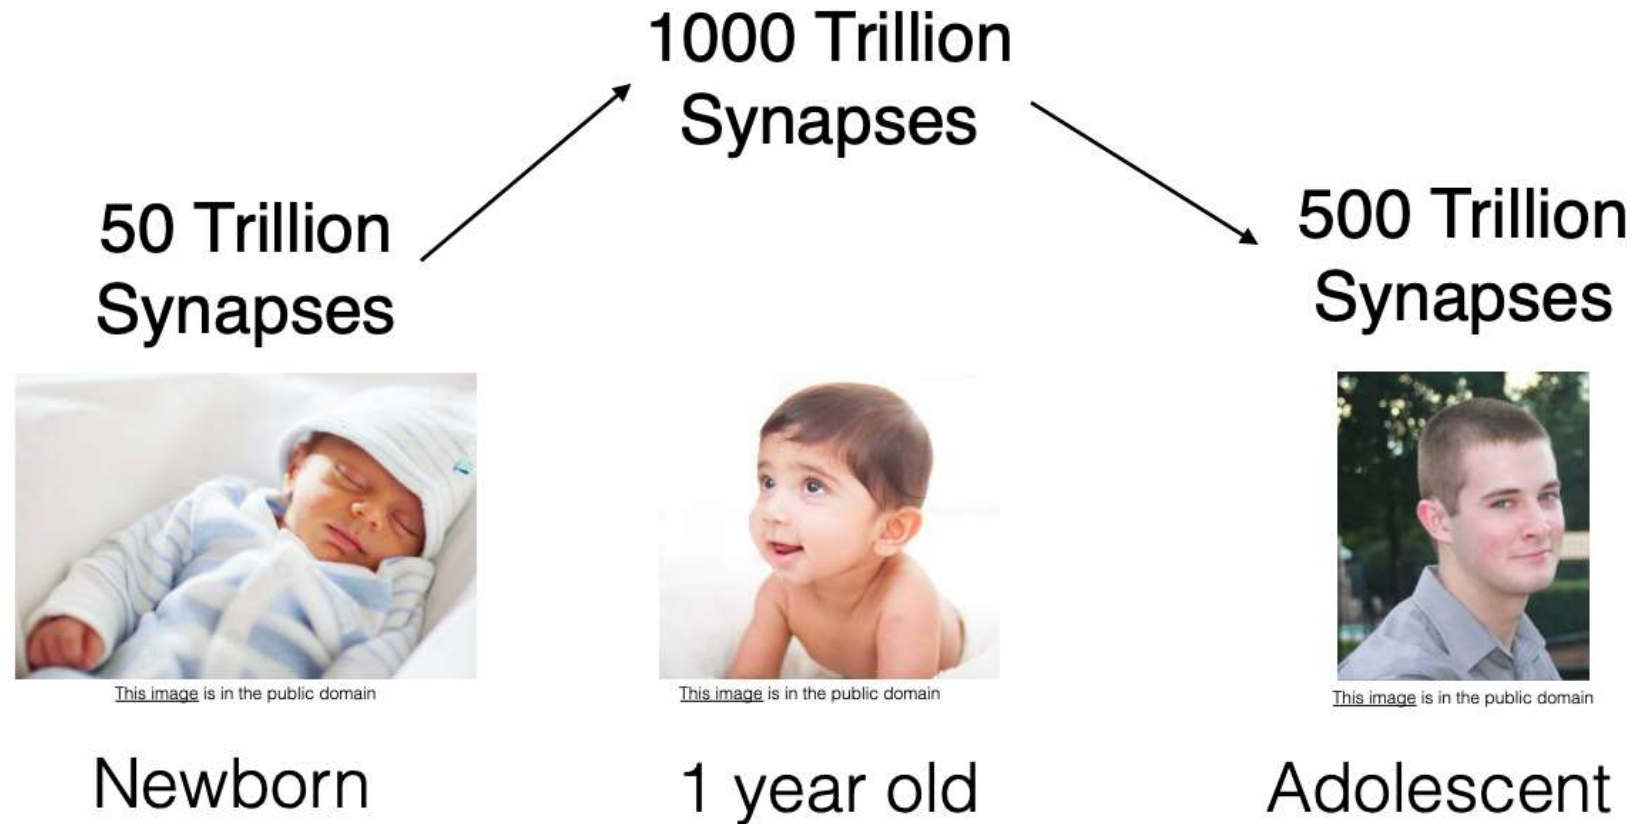 1000 Trillion
Synapses
50 Trillion
Synapses
500 Trillion
Synapses
This image is in the public domain
This image is in the public domain
This image is in the public domain
Newborn
1 year old
Adolescent